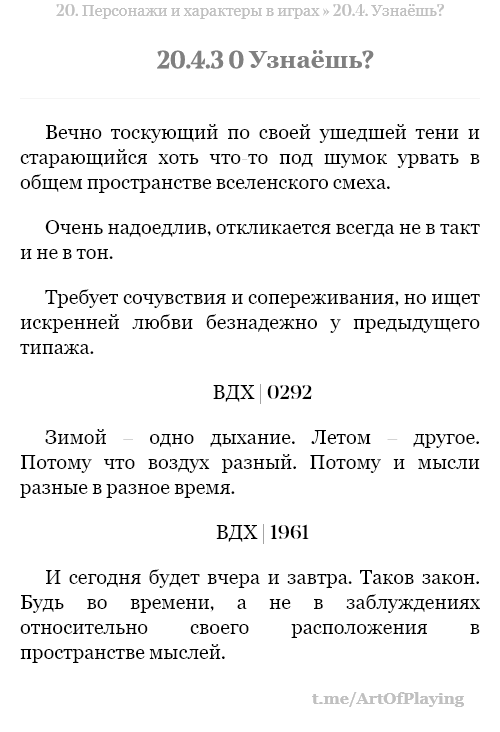 20. Персонажи и характеры в играх » 20.4. Узнаёшь?
20.4.3 0 Узнаёшь?
Вечно тоскующий по своей ушедшей тени и
старающийся хоть что-то под шумок урвать в
общем пространстве вселенского смеха.
Очень надоедлив, откликается всегда не в такт
и не в тон.
Требует сочувствия и сопереживания, но ищет
искренней любви безнадежно у предыдущего
типажа.
ВДХ | 0292
Зимой – одно дыхание. Летом – другое.
Потому что воздух разный. Потому и мысли
разные в разное время.
ВДХ | 1961
И сегодня будет вчера и завтра. Таков закон.
Будь во времени, а не в заблуждениях
относительно своего расположения в
пространстве мыслей.
t.me/ArtOfPlaying